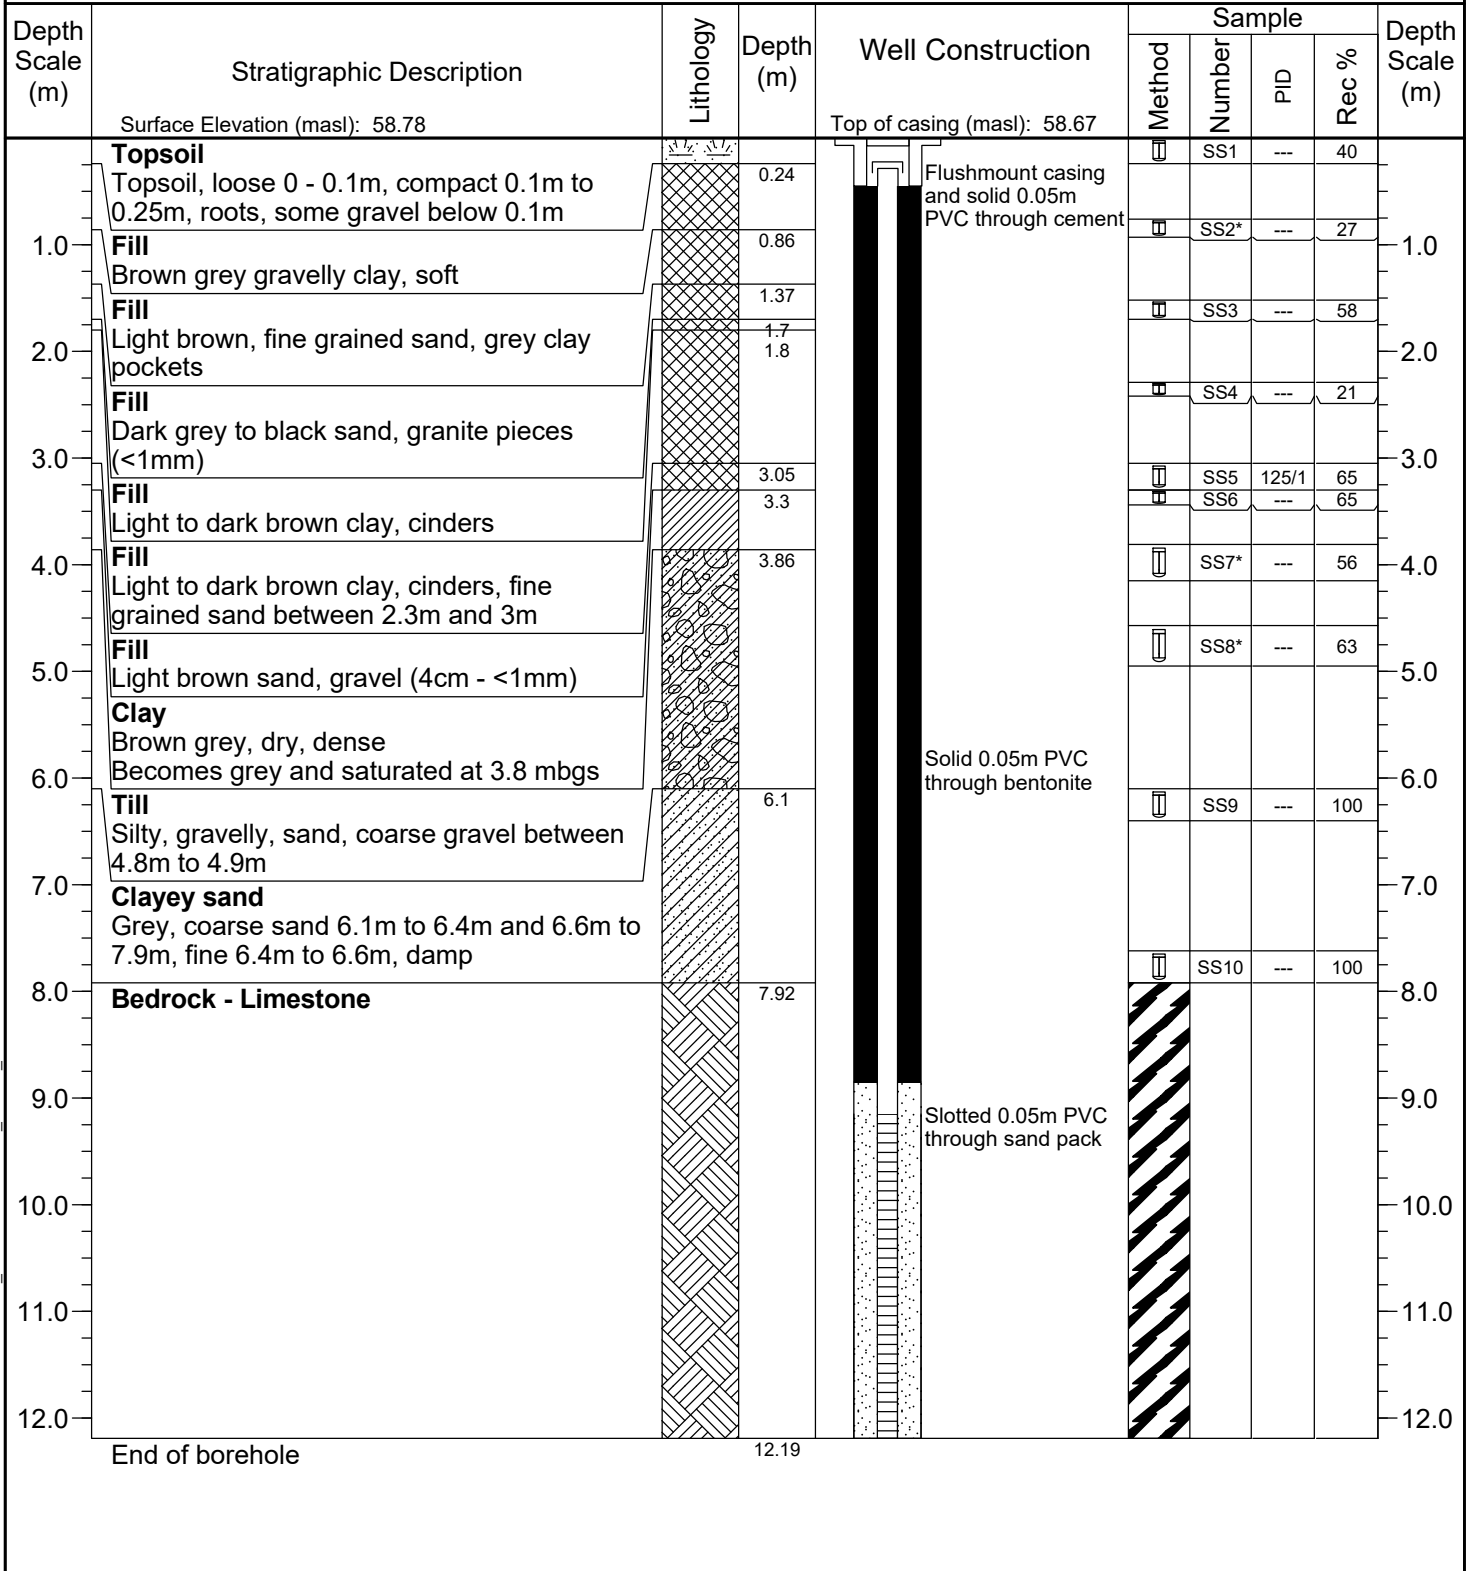 Depth
Scale
(m)
Stratigraphic Description
Surface Elevation (masl): 58.78
Lithology
Depth
(m)
Well Construction
Top of casing (masl): 58.67
Sample
Method
Number
PID
Rec %
Depth
Scale
(m)
Topsoil
Topsoil, loose 0 - 0.1m, compact 0.1m to
0.25m, roots, some gravel below 0.1m
Fill
Brown grey gravelly clay, soft
Fill
Light brown, fine grained sand, grey clay
pockets
Fill
Dark grey to black sand, granite pieces
(<1mm)
Fill
Light to dark brown clay, cinders
Fill
Light to dark brown clay, cinders, fine
grained sand between 2.3m and 3m
Fill
Light brown sand, gravel (4cm - <1mm)
Clay
Brown grey, dry, dense
Becomes grey and saturated at 3.8 mbgs
Till
Silty, gravelly, sand, coarse gravel between
4.8m to 4.9m
Clayey sand
Grey, coarse sand 6.1m to 6.4m and 6.6m to
7.9m, fine 6.4m to 6.6m, damp
Bedrock - Limestone
End of borehole
1.0
2.0
3.0
4.0
5.0
6.0
7.0
8.0
9.0
10.0
11.0
12.0
0.24
0.86
1.37
1.7
1.8
3.05
3.3
3.86
6.1
7.92
12.19
Flushmount casing
and solid 0.05m
PVC through cement
Solid 0.05m PVC
through bentonite
Slotted 0.05m PVC
through sand pack
SS1 --- 40
SS2* --- 27
SS3 --- 58
SS4 --- 21
SS5 125/1 65
SS6 --- 65
SS7* --- 56
SS8* --- 63
SS9 --- 100
SS10 --- 100
1.0
2.0
3.0
4.0
5.0
6.0
7.0
8.0
9.0
10.0
11.0
12.0